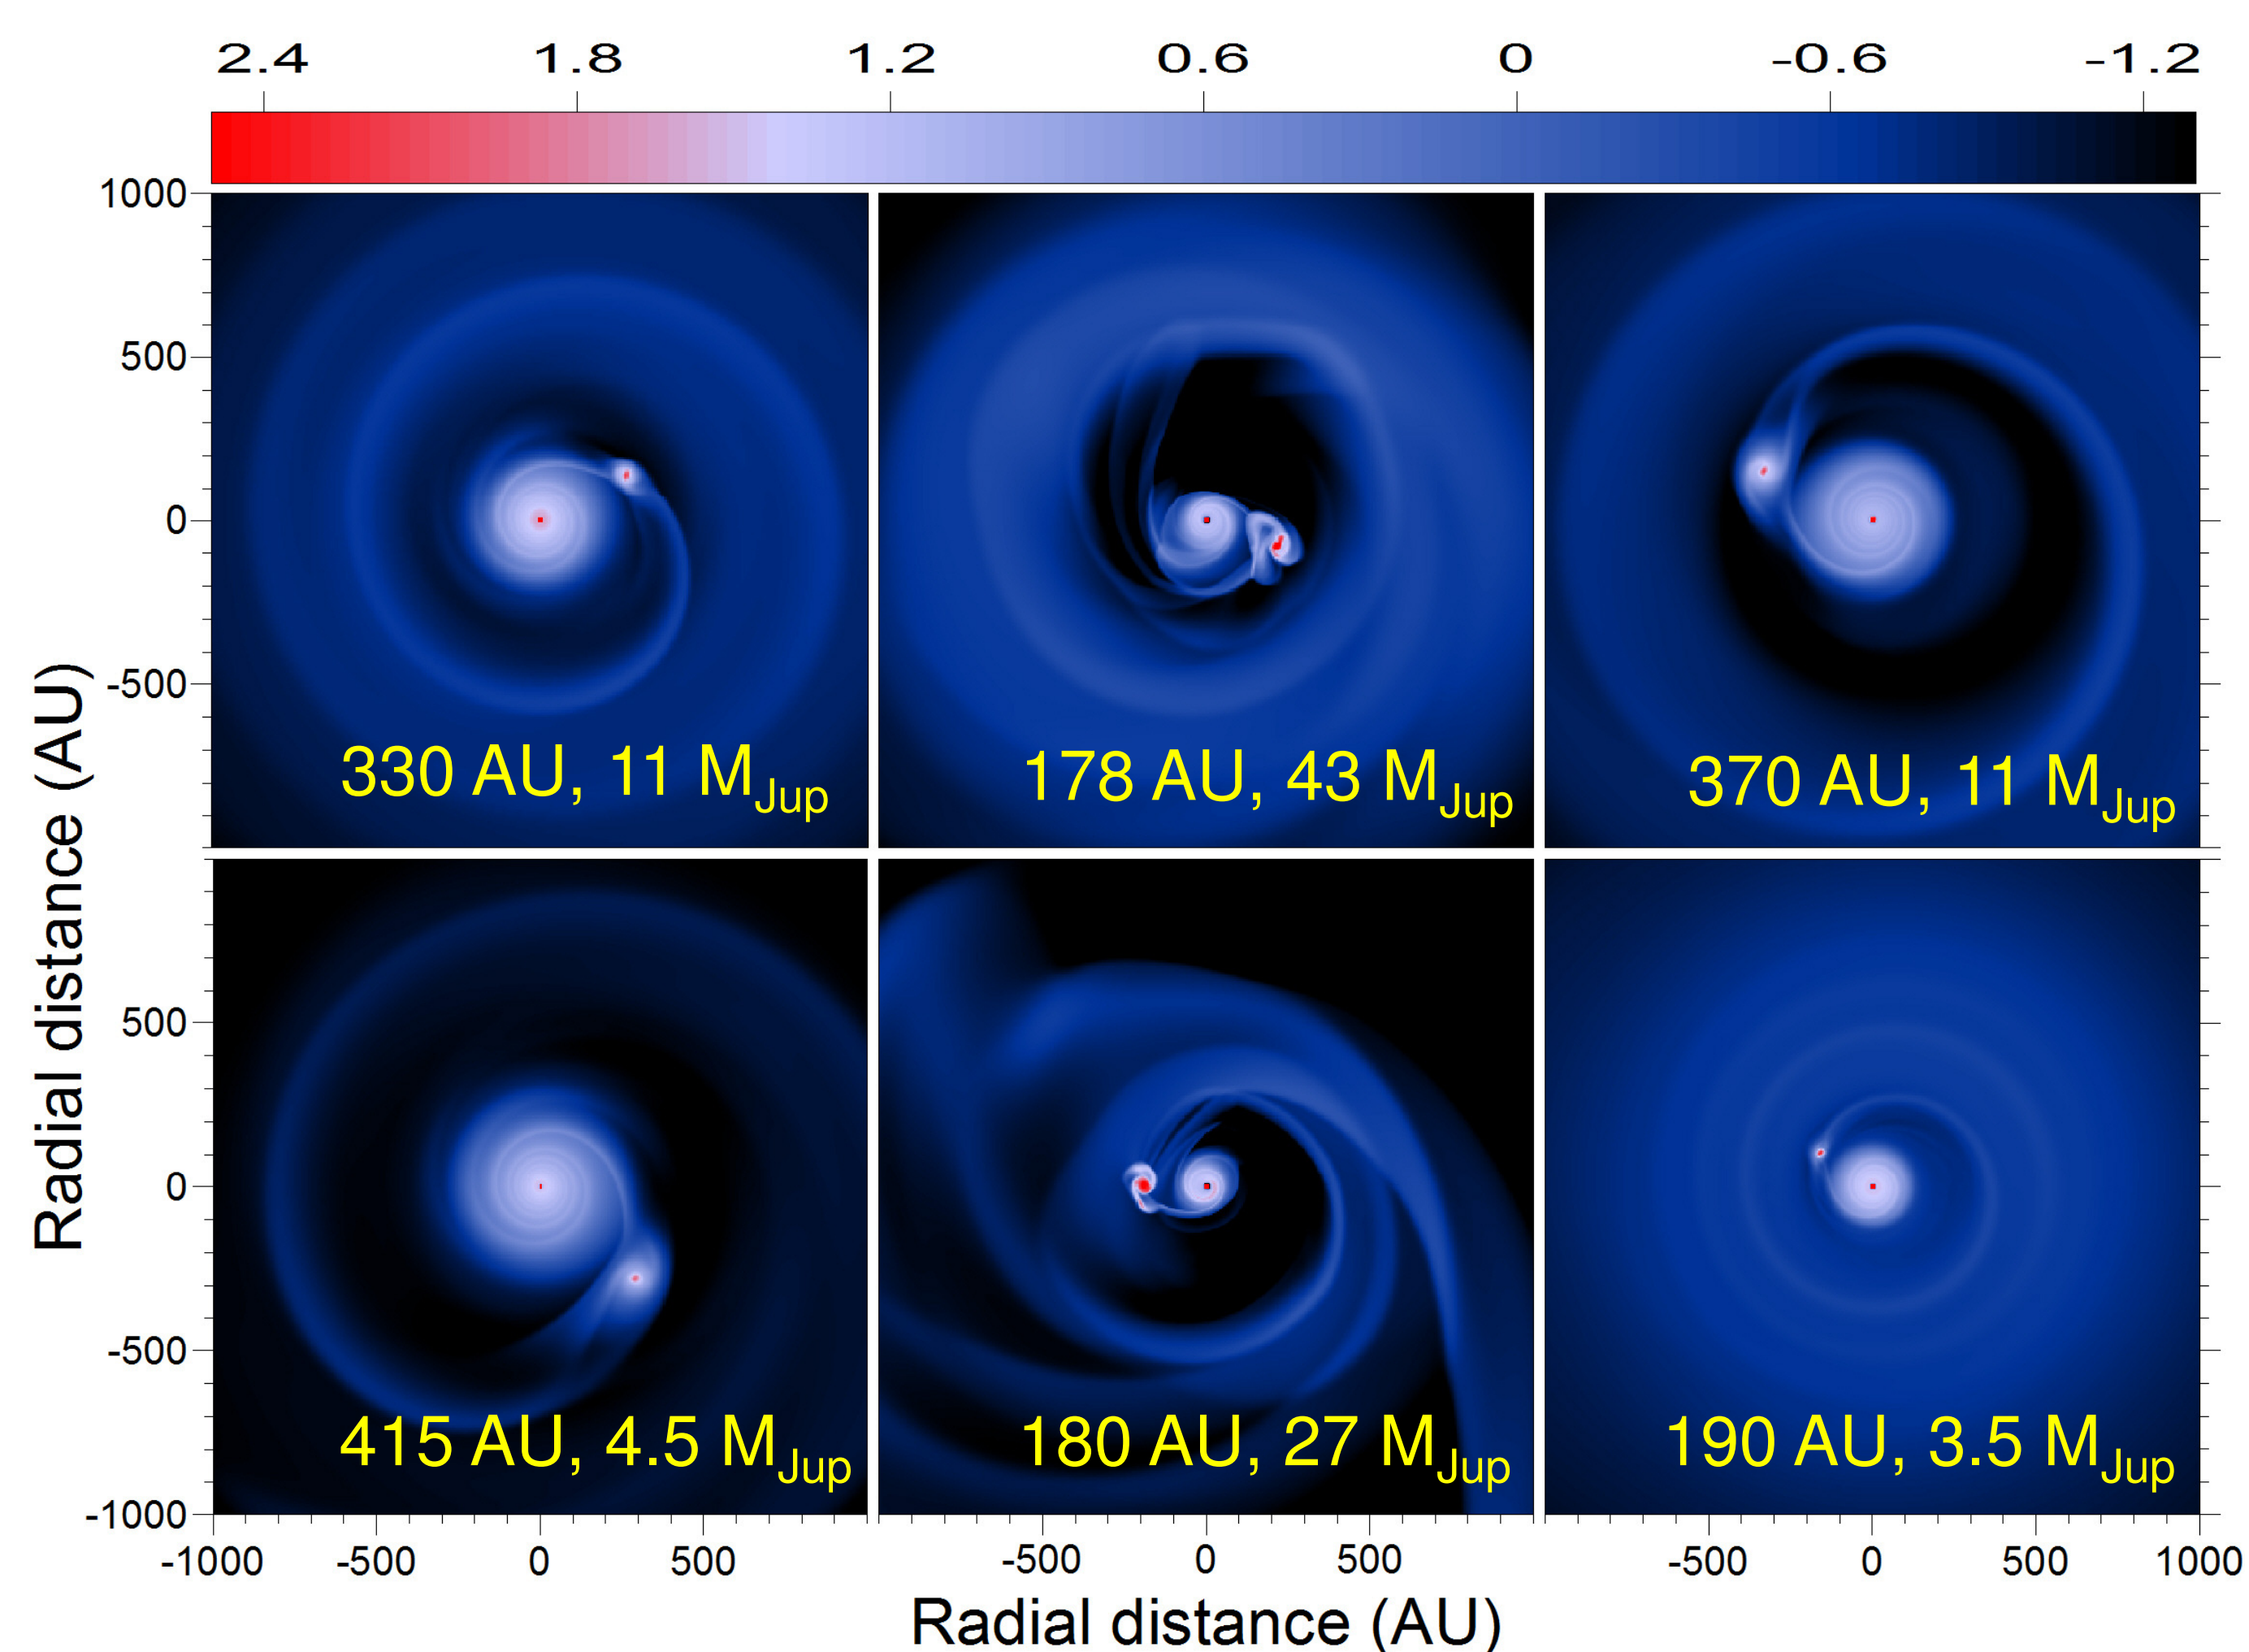 2.4 1.8 1.2 0.6 0 -0.6 -1.2
1000
500
0
-500
Radial distance (AU)
330 AU, 11 MJup
178 AU, 43 MJup
370 AU, 11 MJup
500
0
-500
-1000
415 AU, 4.5 MJup
180 AU, 27 MJup
190 AU, 3.5 MJup
-1000 -500 0 500 -500 0 500 -500 0 500 1000
Radial distance (AU)